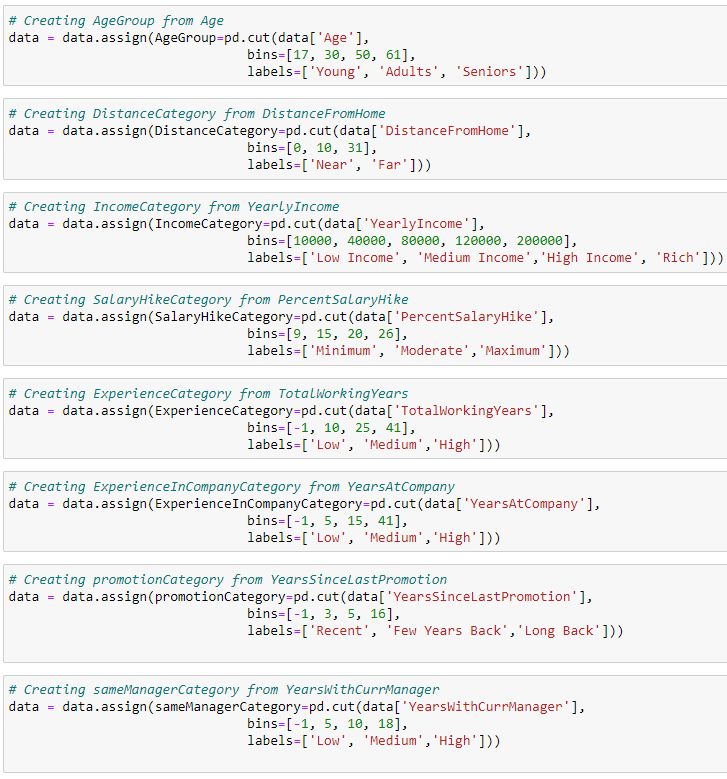 # Creating AgeGroup from Age
data = data.assign(AgeGroup=pd.cut(data['Age'],
bins=[17, 30, 50, 61],
labels=['Young', 'Adults', 'Seniors']))
# Creating DistanceCategory from DistanceFromHome
data = data.assign(DistanceCategory=pd.cut(data['DistanceFromHome'],
bins=[0, 10, 31],
labels=['Near', 'Far']))
# Creating IncomeCategory from YearlyIncome
data = data.assign(IncomeCategory=pd.cut(data['YearlyIncome'],
bins=[10000, 40000, 80000, 120000, 200000],
labels=['Low Income', 'Medium Income','High Income', 'Rich']))
# Creating SalaryHikeCategory from PercentSalaryHike
data = data.assign(SalaryHikeCategory=pd.cut(data['PercentSalaryHike'],
bins=[9, 15, 20, 26],
labels=['Minimum', 'Moderate','Maximum']))
# Creating ExperienceCategory from TotalWorkingYears
data = data.assign(ExperienceCategory=pd.cut(data['TotalWorkingYears'],
bins=[-1, 10, 25, 41],
labels=['Low', 'Medium','High']))
# Creating ExperienceInCompanyCategory from YearsAtCompany
data = data.assign(ExperienceInCompanyCategory=pd.cut(data['YearsAtCompany'],
bins=[-1, 5, 15, 41],
labels=['Low', 'Medium','High']))
# Creating promotionCategory from YearsSinceLastPromotion
data = data.assign(promotionCategory=pd.cut(data['YearsSinceLastPromotion'],
bins=[-1, 3, 5, 16],
labels=['Recent', 'Few Years Back','Long Back']))
# Creating sameManagerCategory from YearsWithCurrManager
data = data.assign(sameManagerCategory=pd.cut(data['YearsWithCurrManager'],
bins=[-1, 5, 10, 18],
labels=['Low', 'Medium','High']))